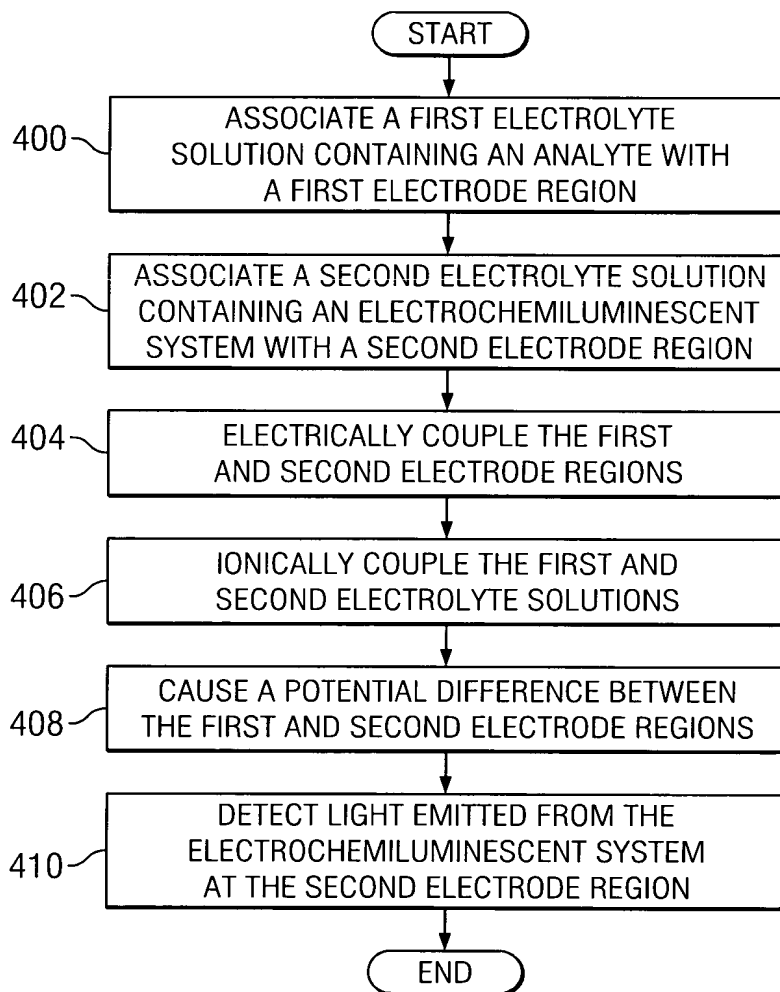 START
400
ASSOCIATE A FIRST ELECTROLYTE
SOLUTION CONTAINING AN ANALYTE WITH
A FIRST ELECTRODE REGION
402
ASSOCIATE A SECOND ELECTROLYTE SOLUTION
CONTAINING AN ELECTROCHEMILUMINESCENT
SYSTEM WITH A SECOND ELECTRODE REGION
404
ELECTRICALLY COUPLE THE FIRST
AND SECOND ELECTRODE REGIONS
406
IONICALLY COUPLE THE FIRST AND
SECOND ELECTROLYTE SOLUTIONS
408
CAUSE A POTENTIAL DIFFERENCE BETWEEN
THE FIRST AND SECOND ELECTRODE REGIONS
410
DETECT LIGHT EMITTED FROM THE
ELECTROCHEMILUMINESCENT SYSTEM
AT THE SECOND ELECTRODE REGION
END